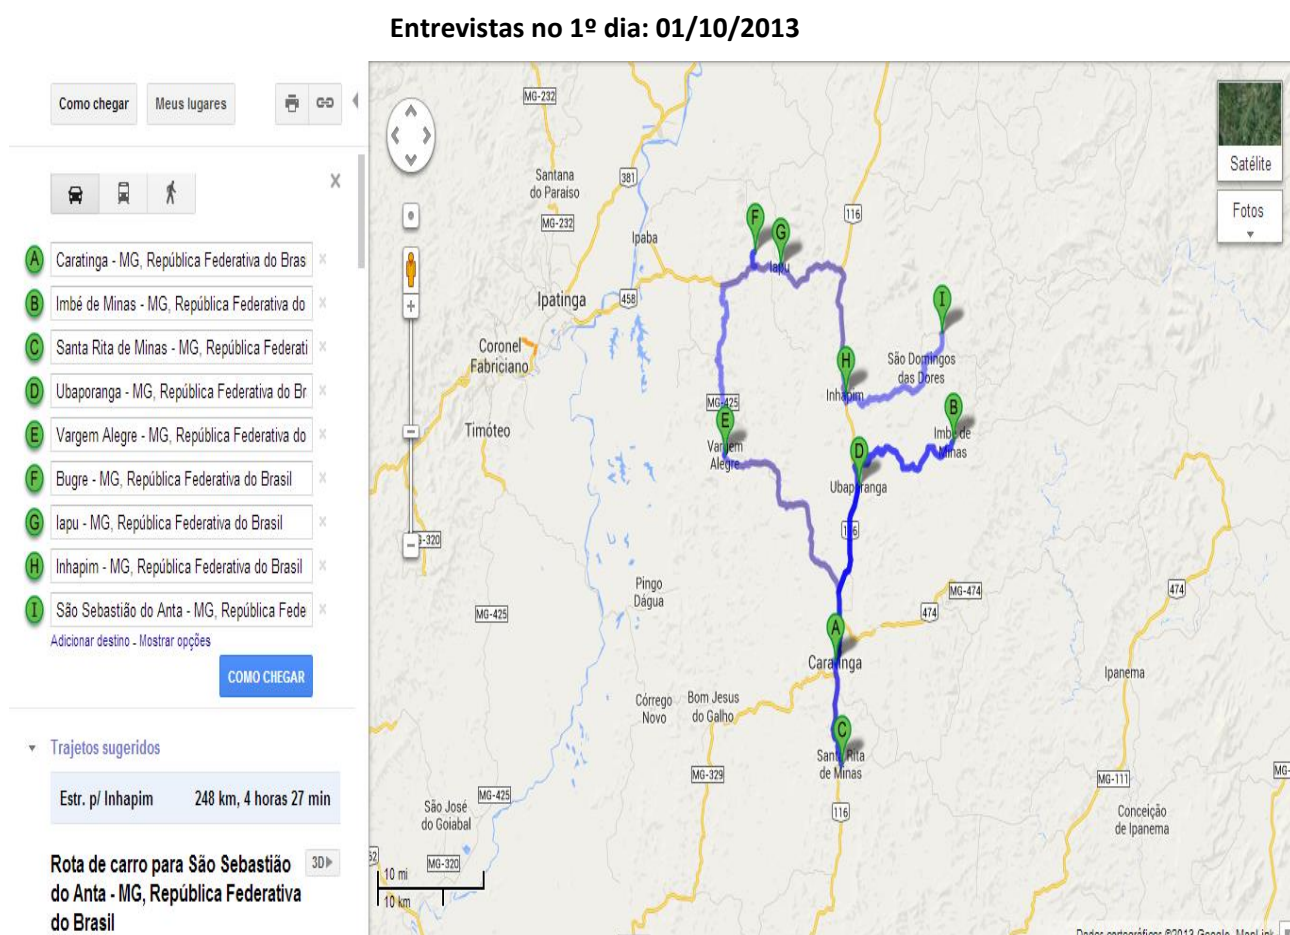 Entrevistas no 1º dia: 01/10/2013
Como chegar
Meus lugares
A
Caratinga - MG, República Federativa do Bras
B
Imbé de Minas - MG, República Federativa do
C
Santa Rita de Minas - MG, República Federati
D
Ubaporanga - MG, República Federativa do Br
E
Vargem Alegre - MG, República Federativa do
F
Bugre - MG, República Federativa do Brasil
G
Iapu - MG, República Federativa do Brasil
H
Inhapim - MG, República Federativa do Brasil
I
São Sebastião do Anta - MG, República Fede
Adicionar destino - Mostrar opções
COMO CHEGAR
Trajetos sugeridos
Estr. p/ Inhapim 248 km, 4 horas 27 min
Rota de carro para São Sebastião
do Anta - MG, República Federativa
do Brasil
3D
MG-232
Satélite
Fotos
Santana
do Paraíso
381
MG-232
Ipaba
116
F
G
Iapu
Ipatinga
458
I
Coronel
Fabriciano
H
São Domingos
das Dores
Inhapim
MG-425
E
B
Timóteo
Vargem
Alegre
Imbé de
Minas
D
Ubaporanga
116
-320
Pingo
Dágua
MG-474
474
474
MG-425
A
Caratinga
Ipanema
Córrego
Novo
Bom Jesus
do Galho
C
Santa Rita
de Minas
MG-329
MG-111
MG-
São José
do Goiabal
MG-425
116
Conceição
de Ipanema
52
MG-320
10 mi
10 km
Dados cartográficos ©2013 Google, MapLink